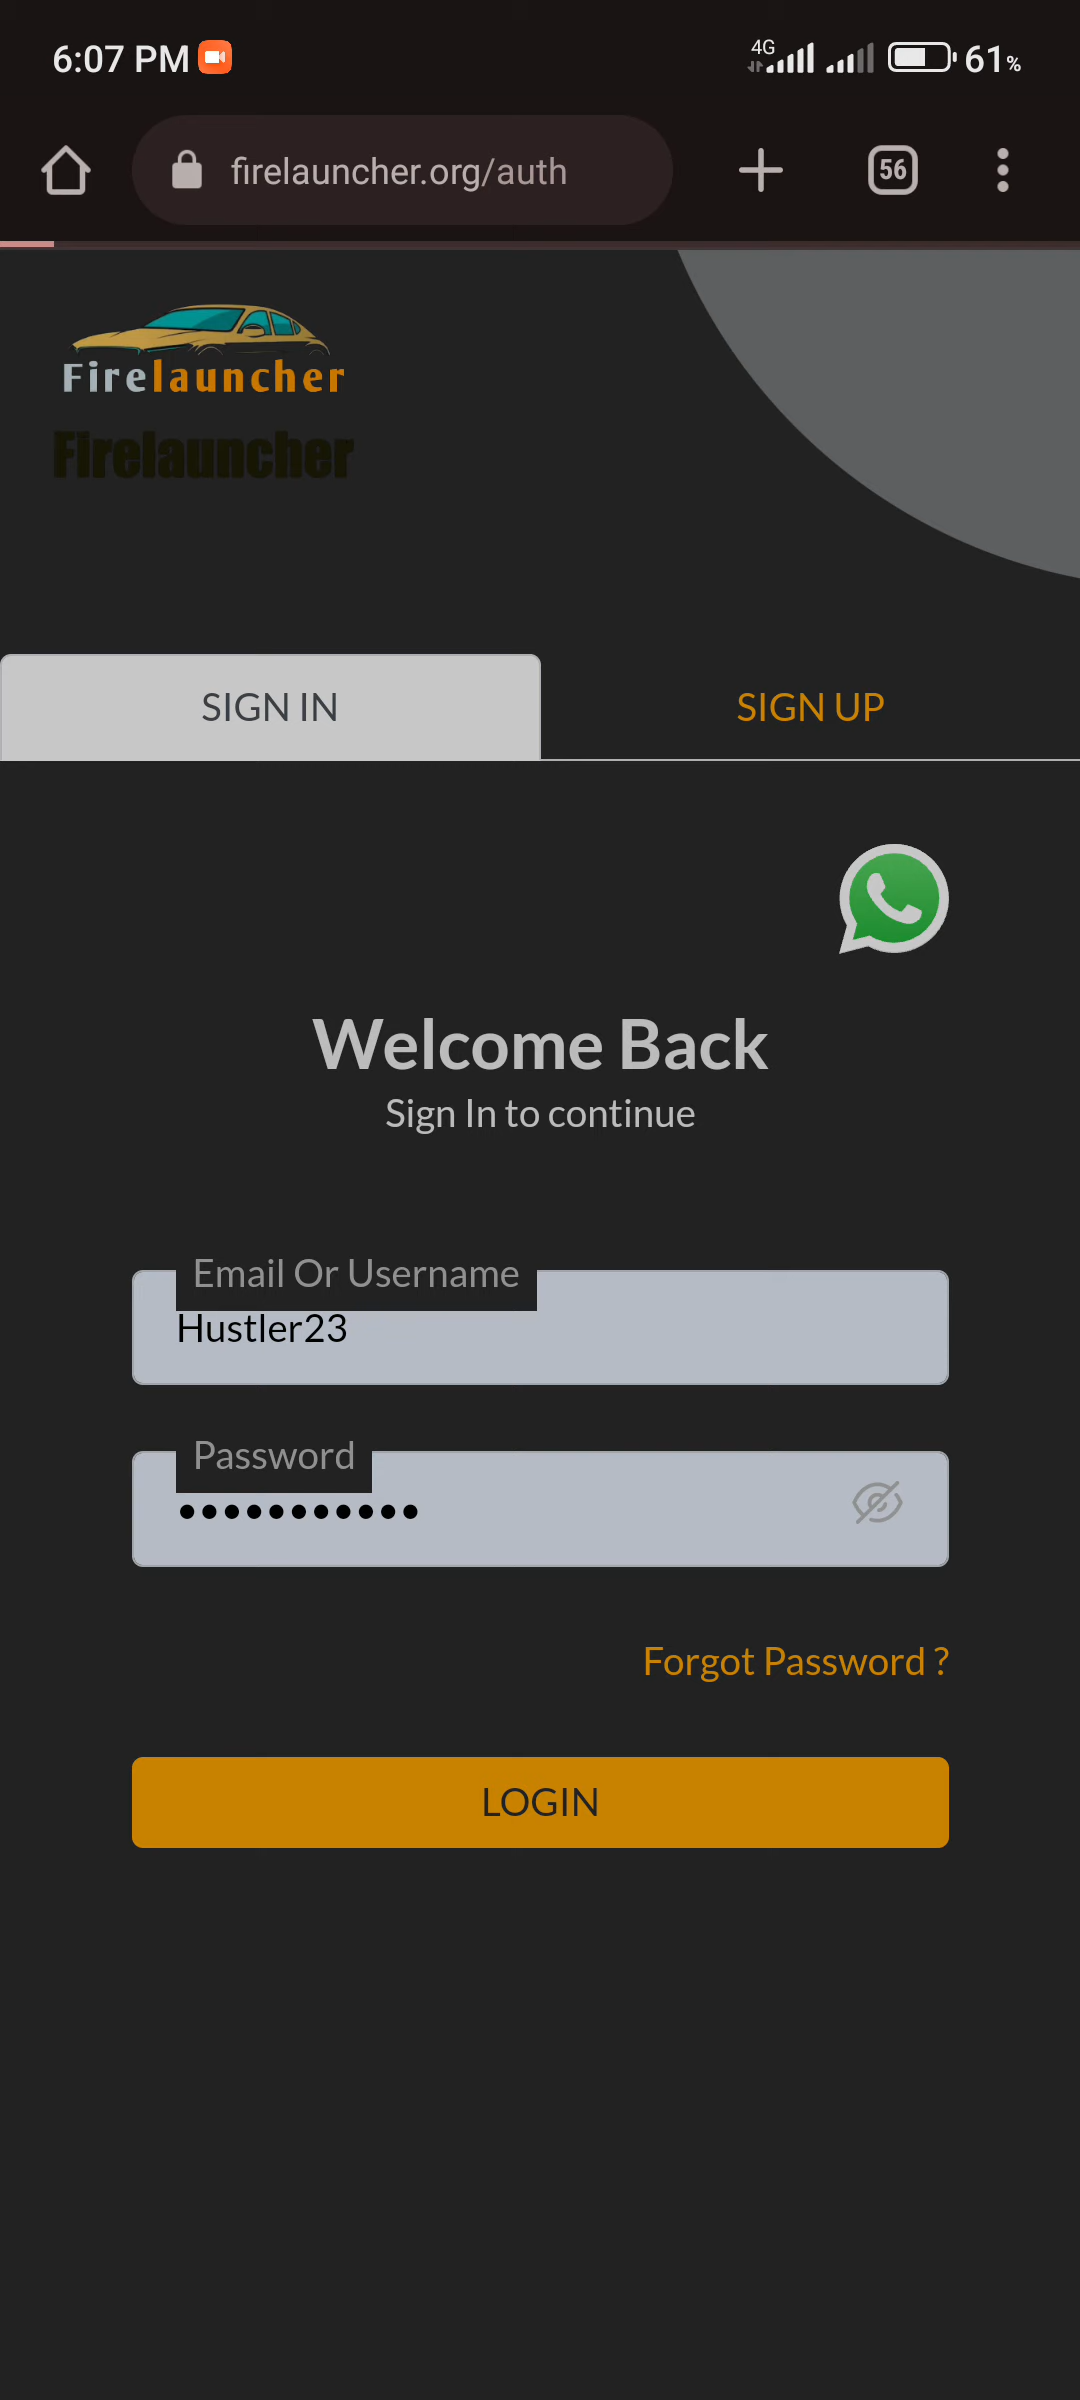 6:07 PM 4G 61%
firelauncher.org/auth 56
Firelauncher
Firelauncher
SIGN IN SIGN UP
Welcome Back
Sign In to continue
Email Or Username
Hustler23
Password
•••••••••••
Forgot Password ?
LOGIN